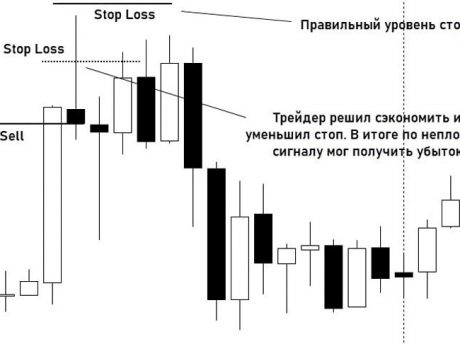 Stop Loss
Правильный уровень сто
Stop Loss
Трейдер решил сэкономить и
уменьшил стоп. В итоге по непло
сигналу мог получить убыток
Sell